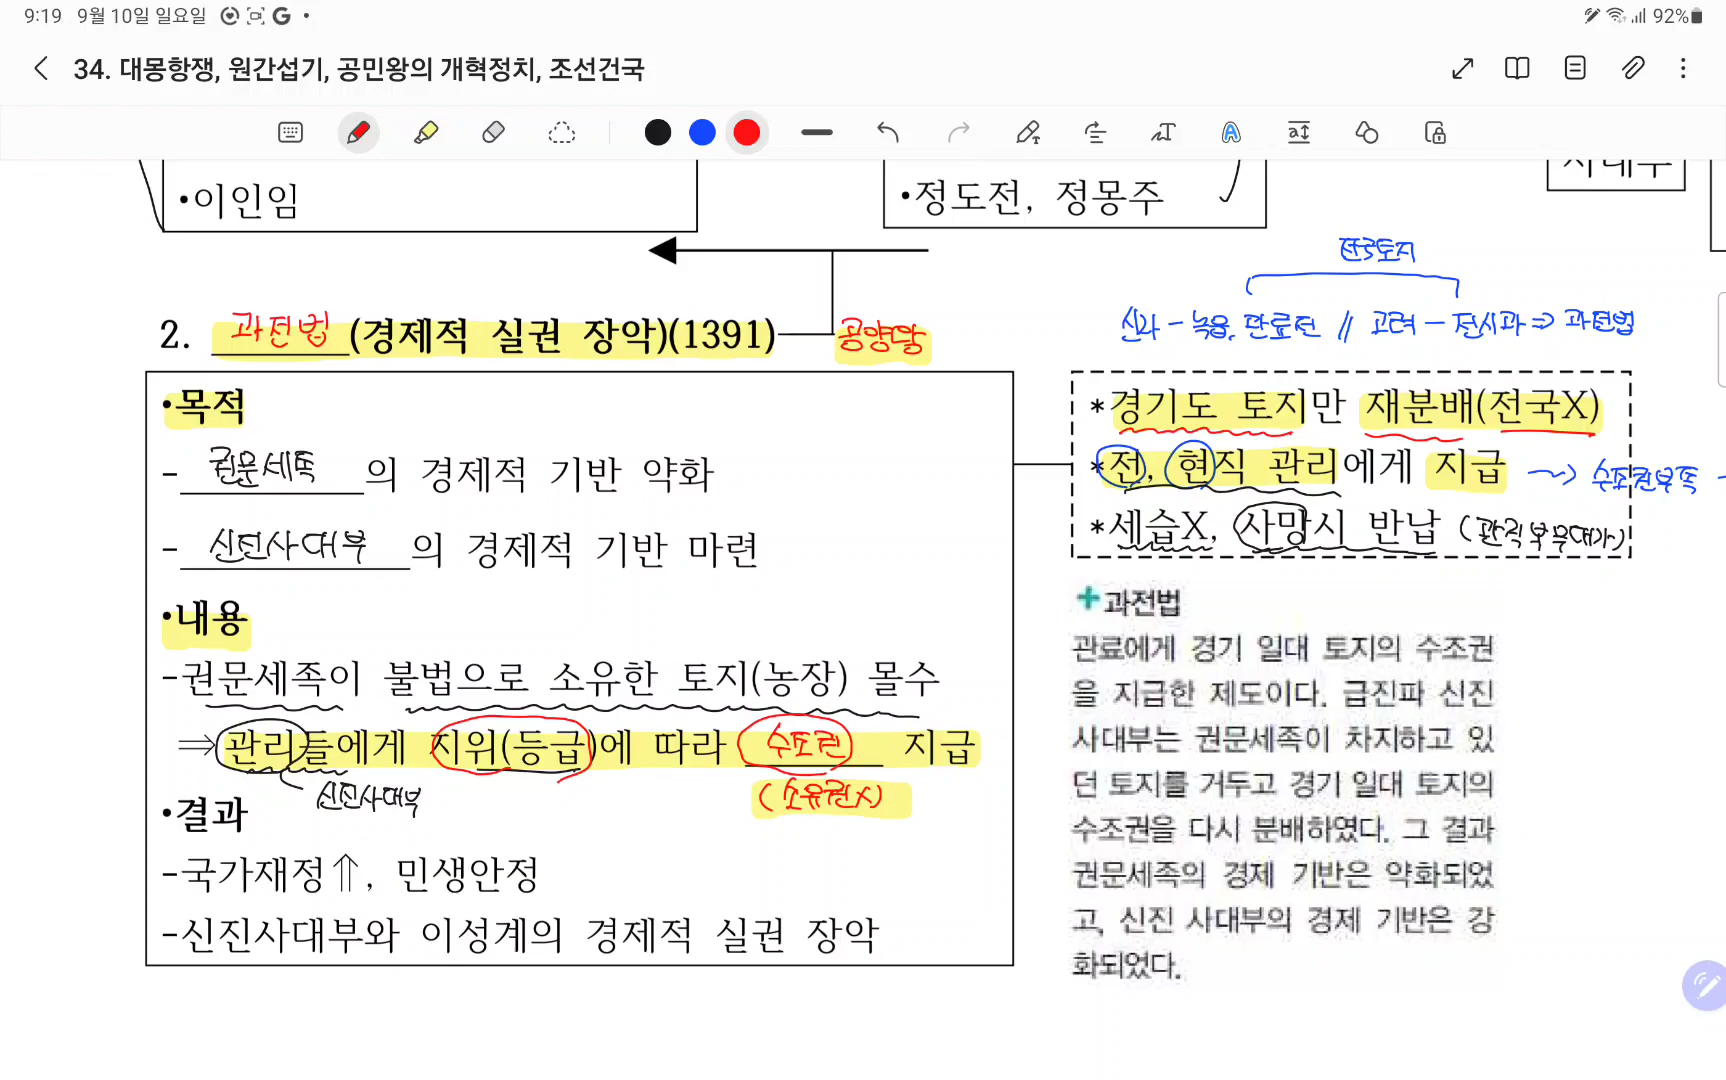 9:19 9월 10일 일요일 92%
34. 대몽항쟁, 원간섭기, 공민왕의 개혁정치, 조선건국
•이인임
•정도전, 정몽주
전국토지
2. 과전법(경제적 실권 장악)(1391) 공양왕
신라 - 녹읍, 관료전 // 고려 - 전시과 ⇒ 과전법
•목적
- 권문세족의 경제적 기반 약화
- 신진사대부의 경제적 기반 마련
•내용
-권문세족이 불법으로 소유한 토지(농장) 몰수
⇒관리들에게 지위(등급)에 따라 수조권 지급
신진사대부 (소유권X)
•결과
-국가재정⇑, 민생안정
-신진사대부와 이성계의 경제적 실권 장악
*경기도 토지만 재분배(전국X)
*전, 현직 관리에게 지급 ~> 수조권부족
*세습X, 사망시 반납 (관직복무대가)
+과전법
관료에게 경기 일대 토지의 수조권
을 지급한 제도이다. 급진파 신진
사대부는 권문세족이 차지하고 있
던 토지를 거두고 경기 일대 토지의
수조권을 다시 분배하였다. 그 결과
권문세족의 경제 기반은 약화되었
고, 신진 사대부의 경제 기반은 강
화되었다.